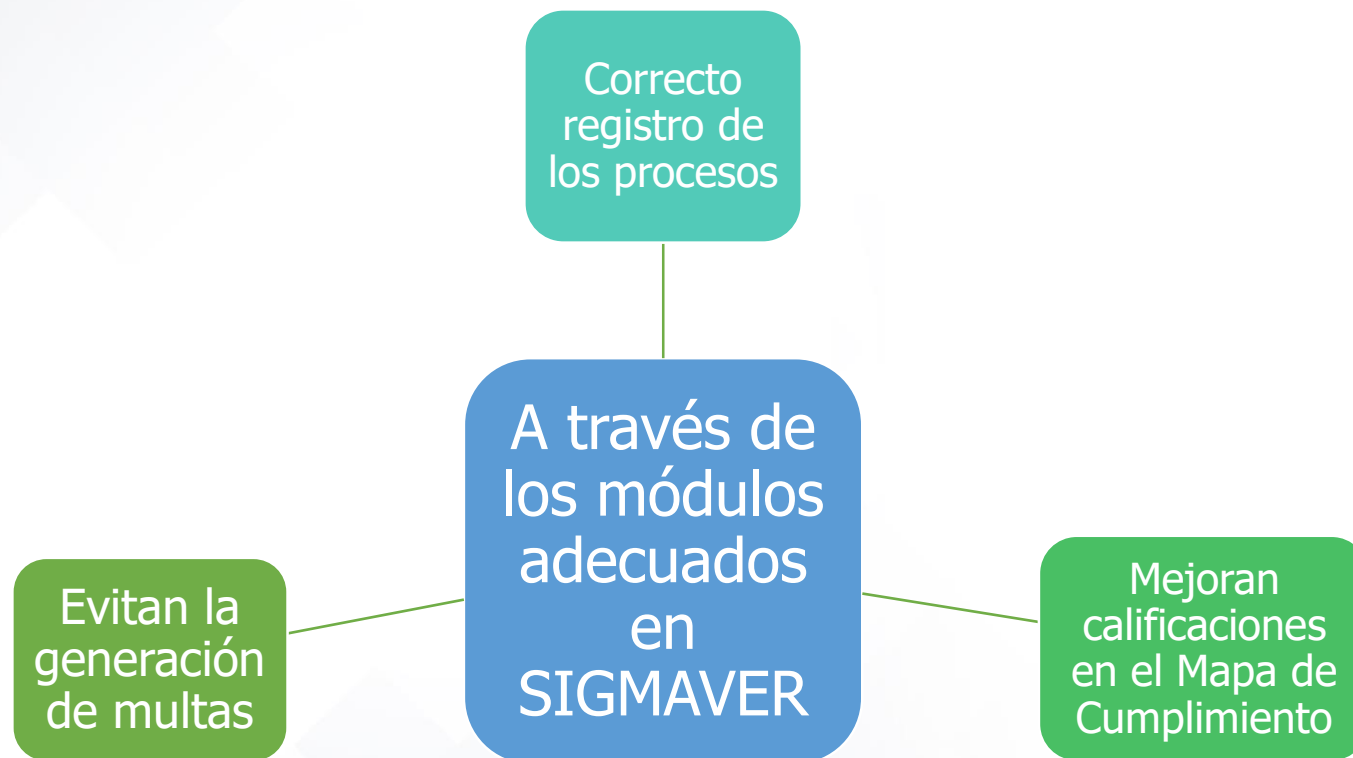 Correcto
registro de
los procesos
A través de
los módulos
adecuados
en
SIGMAVER
Evitan la
generación
de multas
Mejoran
calificaciones
en el Mapa de
Cumplimiento